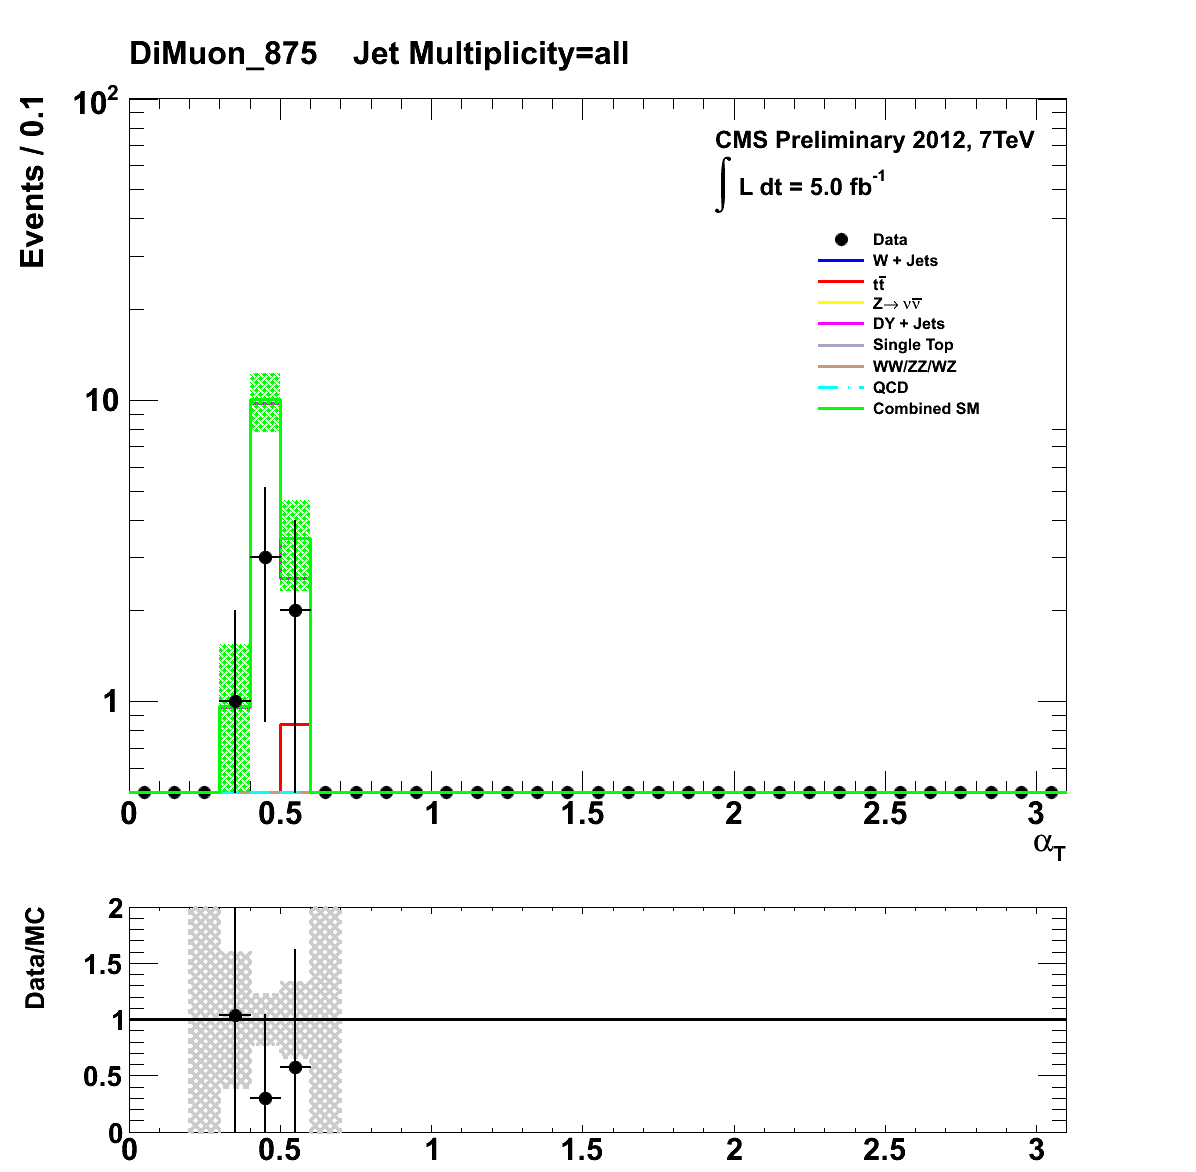 DiMuon_875 Jet Multiplicity=all
Events / 0.1
10²
10
1
CMS Preliminary 2012, 7TeV
∫ L dt = 5.0 fb⁻¹
Data
W + Jets
tt̅
Z→ νν̅
DY + Jets
Single Top
WW/ZZ/WZ
QCD
Combined SM
0 0.5 1 1.5 2 2.5 3
α_T
Data/MC
2
1.5
1
0.5
0
0 0.5 1 1.5 2 2.5 3